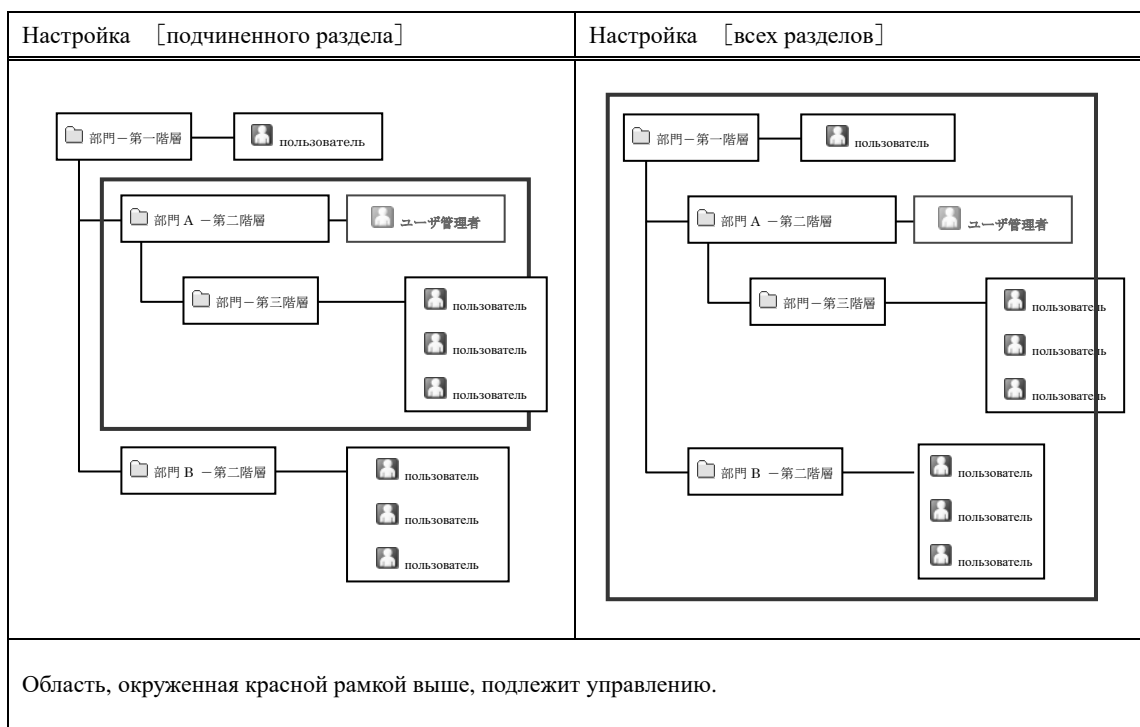 Настройка ［подчиненного раздела］
Настройка ［всех разделов］
部門－第一階層
пользователь
部門 A －第二階層
ユーザ管理者
部門－第三階層
пользователь
пользователь
пользователь
部門 B －第二階層
пользователь
пользователь
пользователь
部門－第一階層
пользователь
部門 A －第二階層
ユーザ管理者
部門－第三階層
пользователь
пользователь
пользователь
部門 B －第二階層
пользователь
пользователь
пользователь
Область, окруженная красной рамкой выше, подлежит управлению.